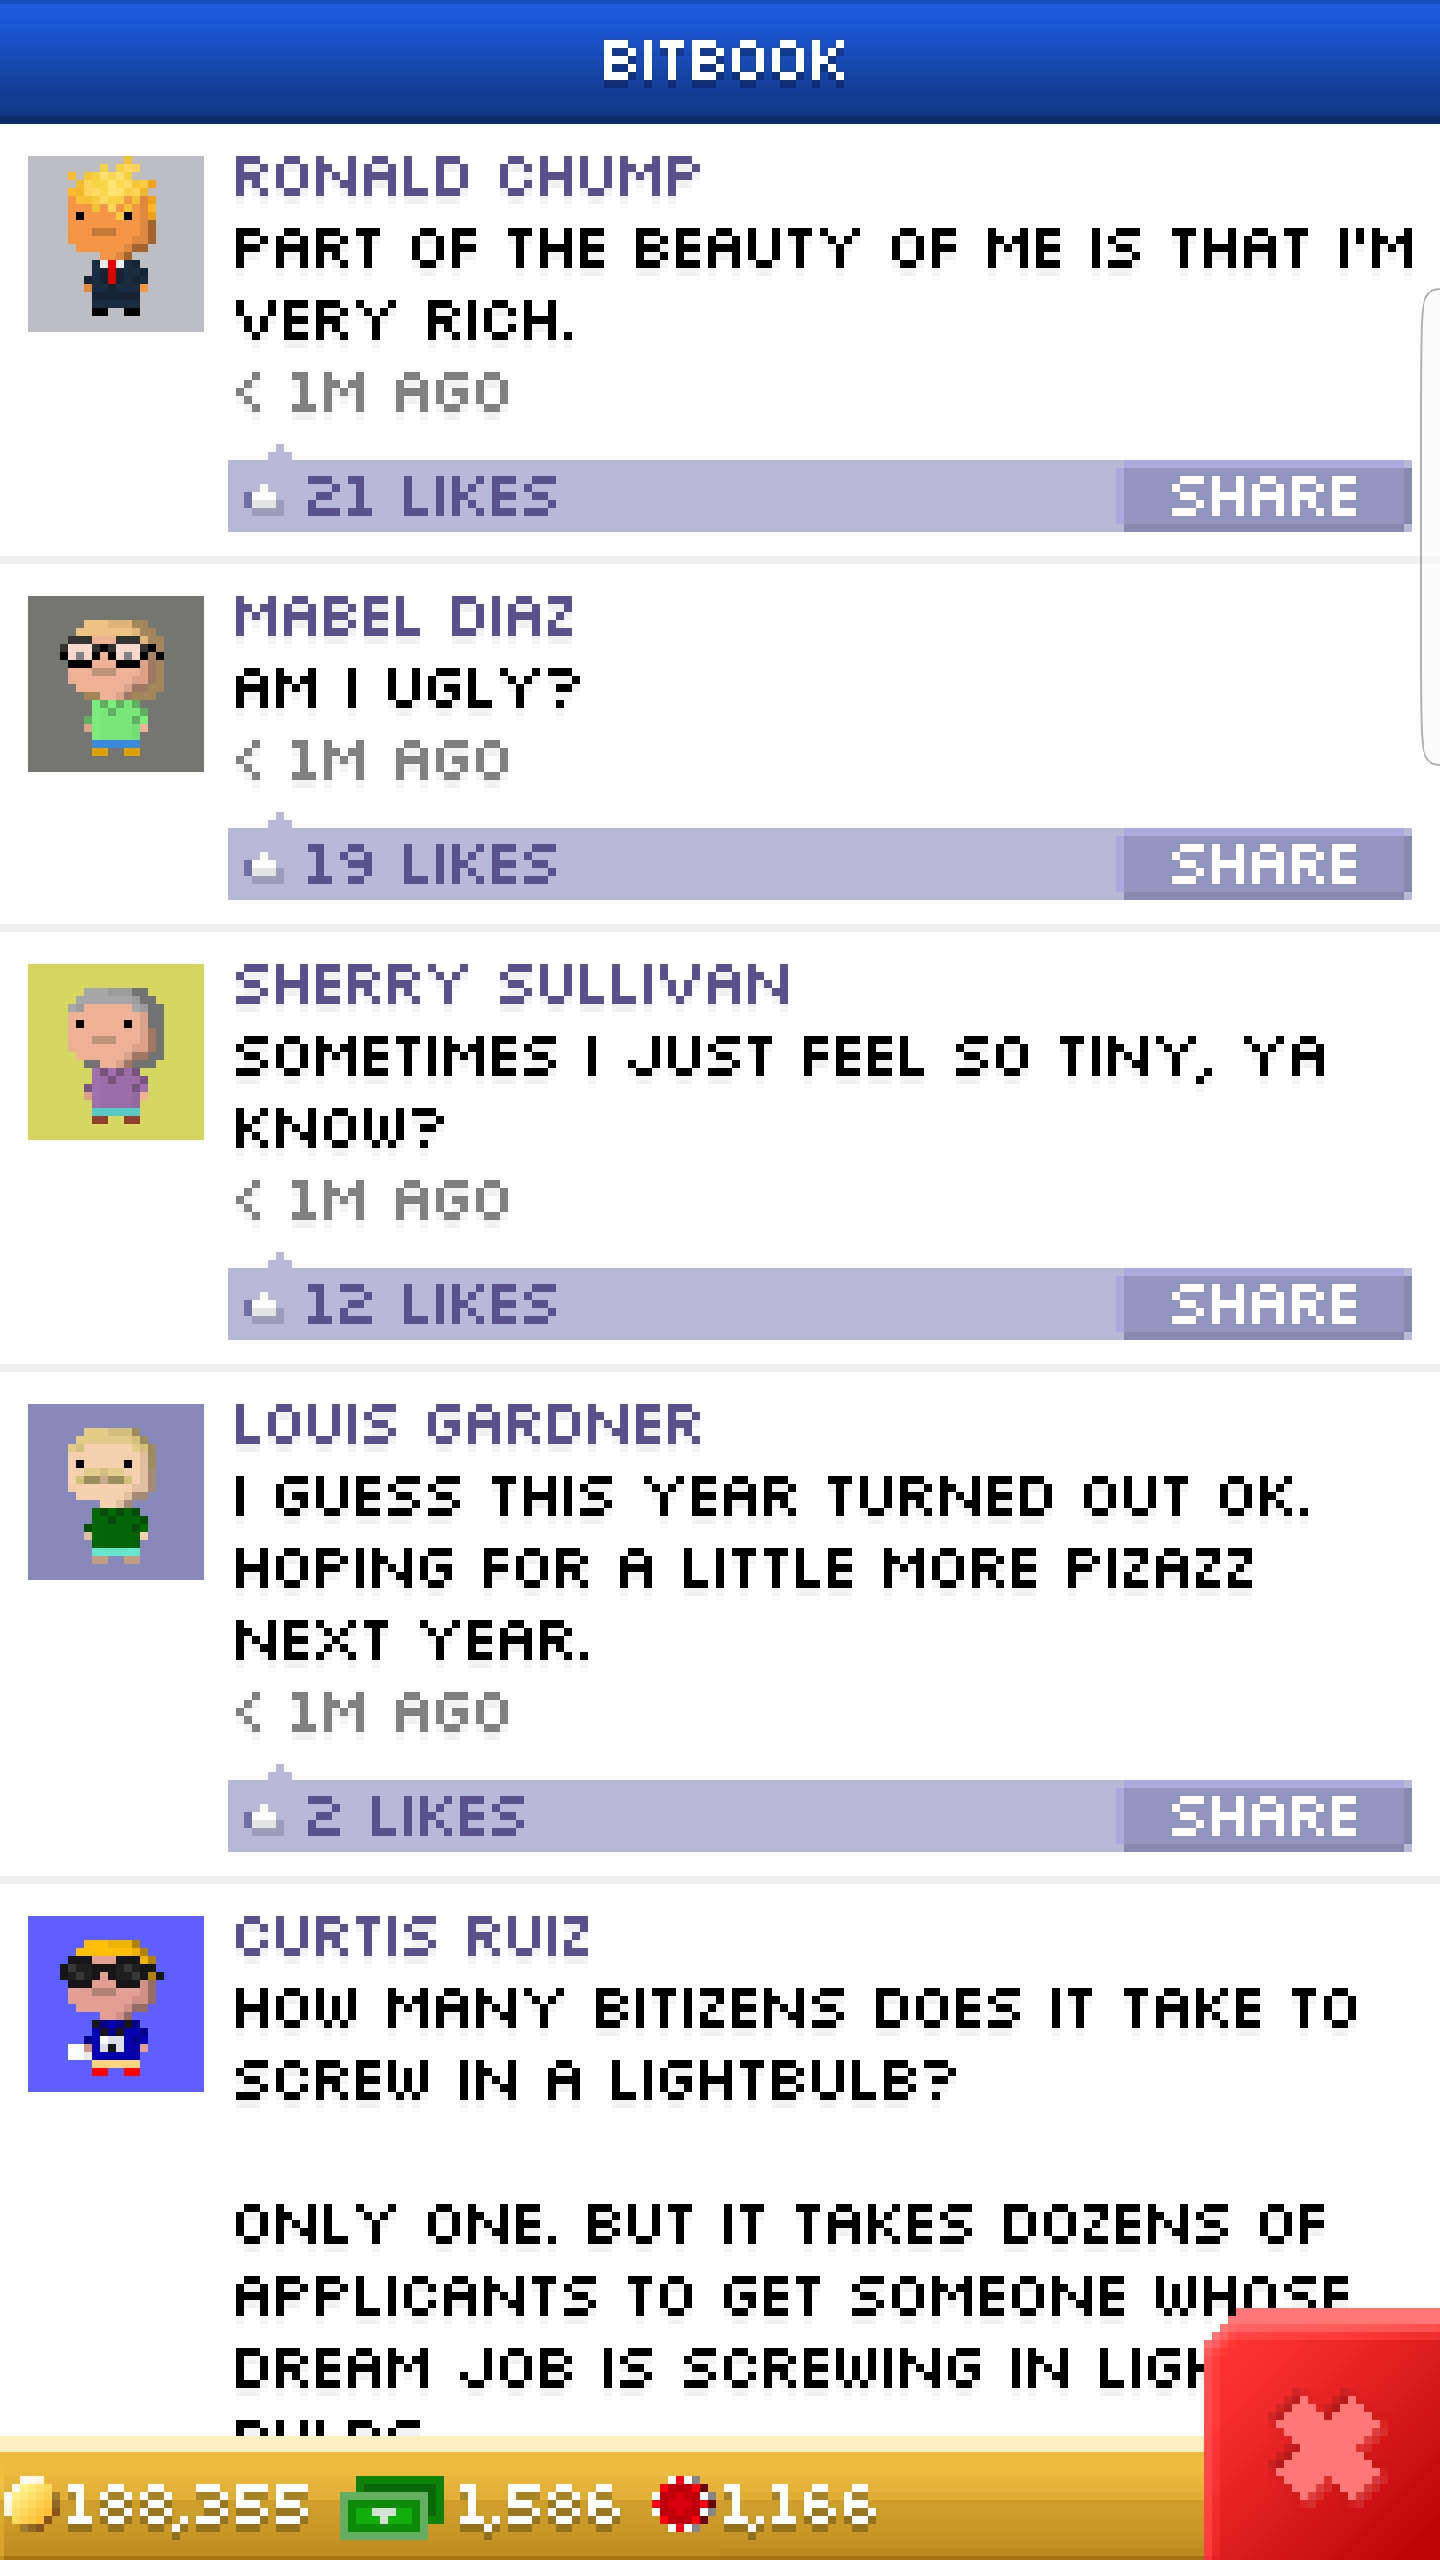 BITBOOK
RONALD CHUMP
PART OF THE BEAUTY OF ME IS THAT I'M
VERY RICH.
< 1M AGO
21 LIKES
SHARE
MABEL DIAZ
AM I UGLY?
< 1M AGO
19 LIKES
SHARE
SHERRY SULLIVAN
SOMETIMES I JUST FEEL SO TINY, YA
KNOW?
< 1M AGO
12 LIKES
SHARE
LOUIS GARDNER
I GUESS THIS YEAR TURNED OUT OK.
HOPING FOR A LITTLE MORE PIZAZZ
NEXT YEAR.
< 1M AGO
2 LIKES
SHARE
CURTIS RUIZ
HOW MANY BITIZENS DOES IT TAKE TO
SCREW IN A LIGHTBULB?
ONLY ONE. BUT IT TAKES DOZENS OF
APPLICANTS TO GET SOMEONE WHOSE
DREAM JOB IS SCREWING IN LIGH
188,355 1,586 1,166